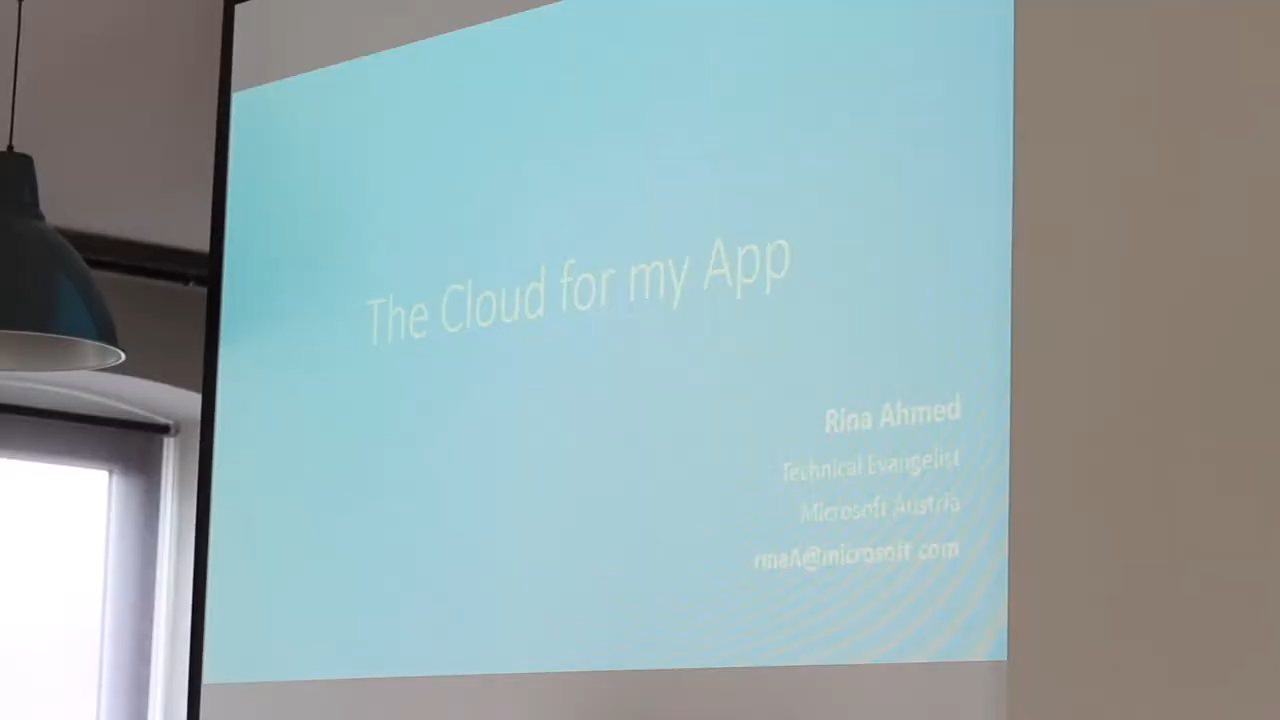 The Cloud for my App
Rina Ahmed
Technical Evangelist
Microsoft Austria
rinaA@microsoft.com